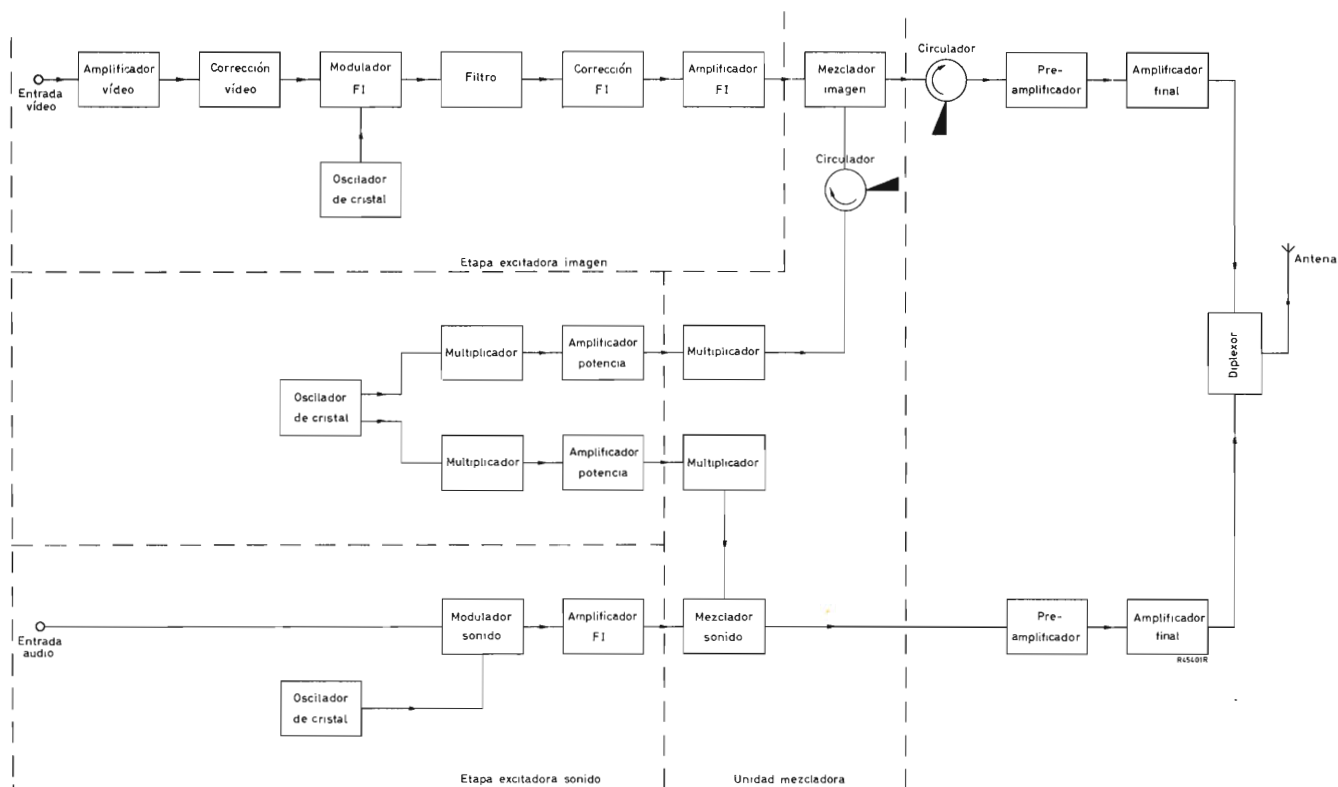 Entrada
vídeo
Amplificador
vídeo
Corrección
vídeo
Modulador
FI
Filtro
Corrección
FI
Amplificador
FI
Mezclador
imagen
Circulador
Pre-
amplificador
Amplificador
final
Oscilador
de cristal
Circulador
Etapa excitadora imagen
Antena
Diplexor
Multiplicador
Amplificador
potencia
Multiplicador
Oscilador
de cristal
Multiplicador
Amplificador
potencia
Multiplicador
Entrada
audio
Modulador
sonido
Amplificador
FI
Mezclador
sonido
Pre-
amplificador
Amplificador
final
R45401R
Oscilador
de cristal
Etapa excitadora sonido
Unidad mezcladora